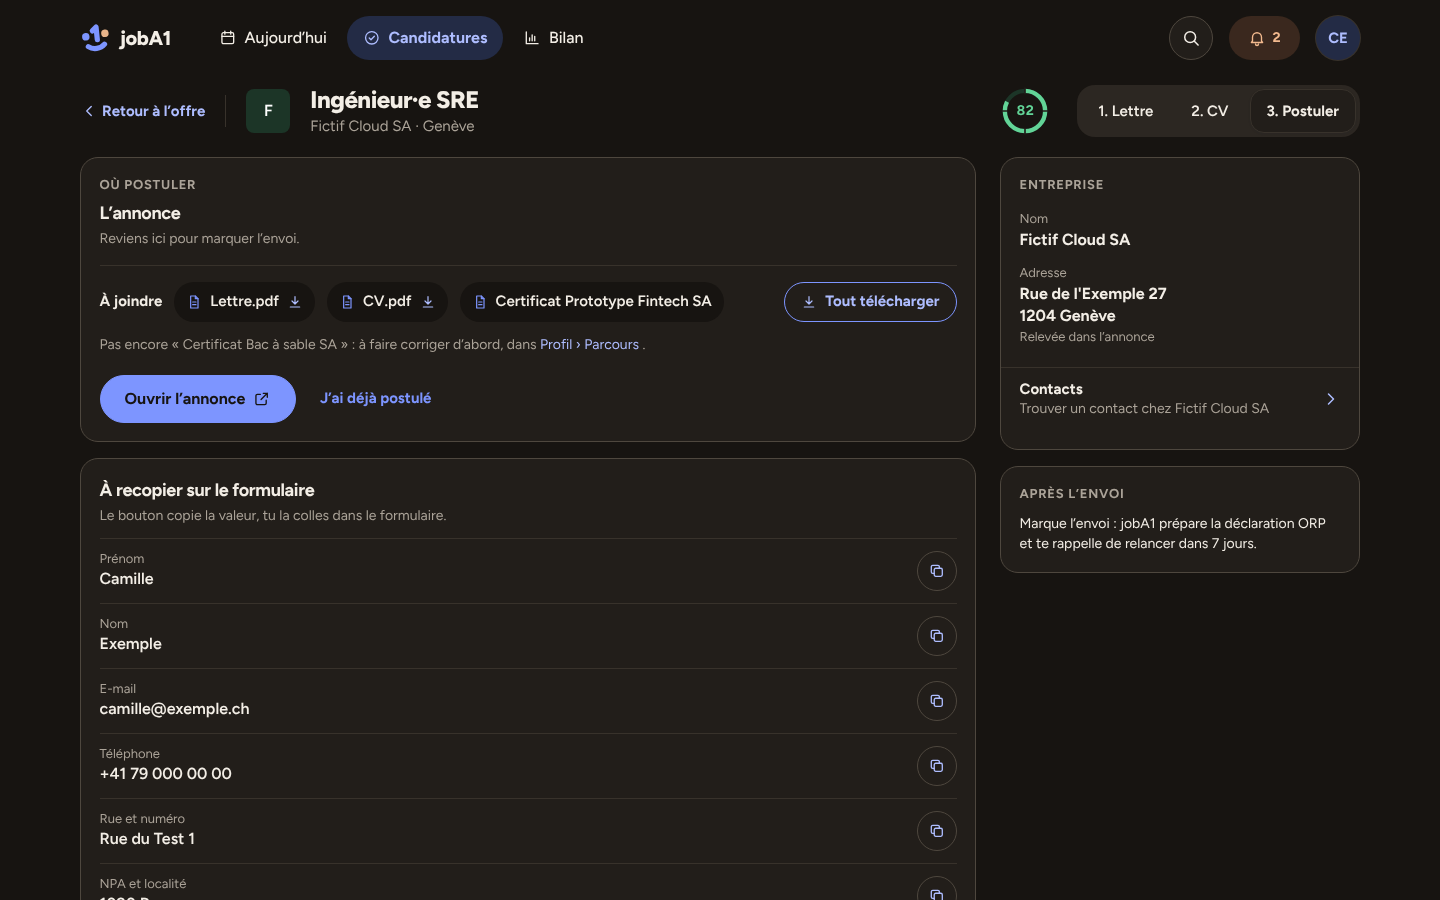 jobA1
Aujourd’hui
Candidatures
Bilan
2
CE
Retour à l’offre
F
Ingénieur·e SRE
Fictif Cloud SA · Genève
82
1. Lettre
2. CV
3. Postuler
OÙ POSTULER
L’annonce
Reviens ici pour marquer l’envoi.
À joindre
Lettre.pdf
CV.pdf
Certificat Prototype Fintech SA
Tout télécharger
Pas encore « Certificat Bac à sable SA » : à faire corriger d’abord, dans Profil › Parcours .
Ouvrir l’annonce
J’ai déjà postulé
À recopier sur le formulaire
Le bouton copie la valeur, tu la colles dans le formulaire.
Prénom
Camille
Nom
Exemple
E-mail
camille@exemple.ch
Téléphone
+41 79 000 00 00
Rue et numéro
Rue du Test 1
NPA et localité
ENTREPRISE
Nom
Fictif Cloud SA
Adresse
Rue de l'Exemple 27
1204 Genève
Relevée dans l’annonce
Contacts
Trouver un contact chez Fictif Cloud SA
APRÈS L’ENVOI
Marque l’envoi : jobA1 prépare la déclaration ORP
et te rappelle de relancer dans 7 jours.